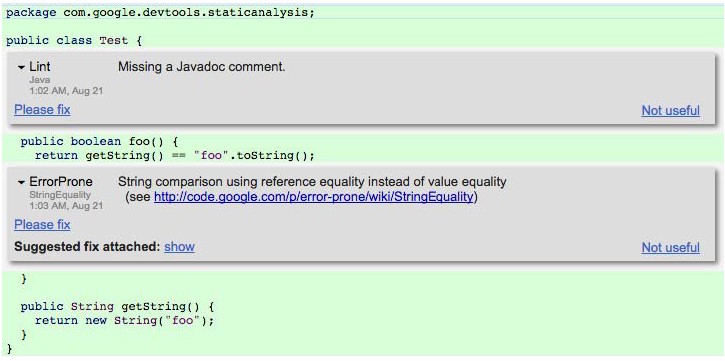 package com.google.devtools.staticanalysis;
public class Test {
Lint Missing a Javadoc comment.
Java
1:02 AM, Aug 21
Please fix Not useful
public boolean foo() {
return getString() == "foo".toString();
ErrorProne String comparison using reference equality instead of value equality
StringEquality (see http://code.google.com/p/error-prone/wiki/StringEquality)
1:03 AM, Aug 21
Please fix
Suggested fix attached: show Not useful
}
public String getString() {
return new String("foo");
}
}